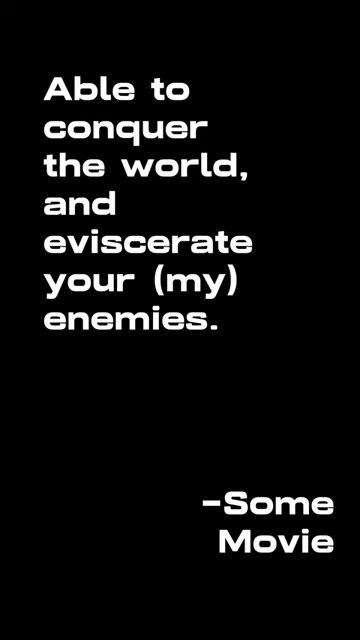 Able to
conquer
the world,
and
eviscerate
your (my)
enemies.
-Some
Movie